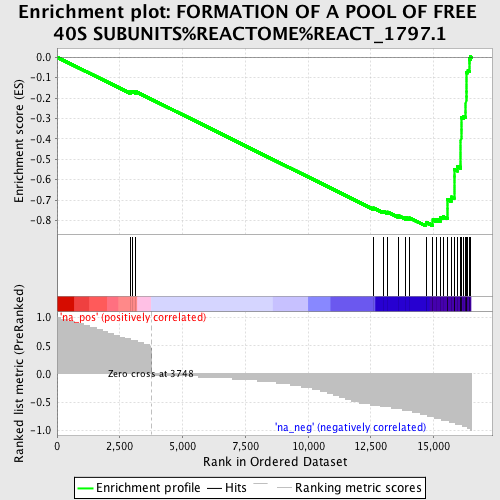 Enrichment plot: FORMATION OF A POOL OF FREE
40S SUBUNITS%REACTOME%REACT_1797.1
Enrichment score (ES)
0.0
-0.1
-0.2
-0.3
-0.4
-0.5
-0.6
-0.7
-0.8
Ranked list metric (PreRanked)
1.0
0.5
0.0
-0.5
-1.0
'na_pos' (positively correlated)
Zero cross at 3748
'na_neg' (negatively correlated)
0
2,500
5,000
7,500
10,000
12,500
15,000
Rank in Ordered Dataset
Enrichment profile
Hits
Ranking metric scores